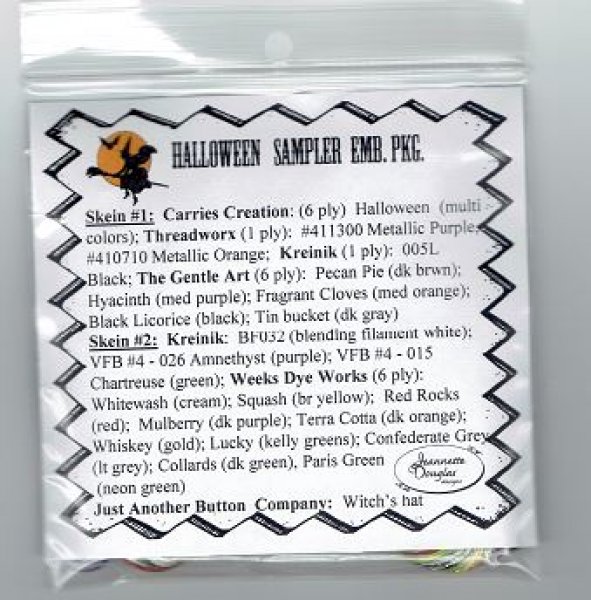 HALLOWEEN SAMPLER EMB. PKG.
Skein #1: Carries Creation: (6 ply) Halloween (multi -
colors); Threadworx (1 ply): #411300 Metallic Purple,
#410710 Metallic Orange; Kreinik (1 ply): 005L
Black; The Gentle Art (6 ply): Pecan Pie (dk brwn);
Hyacinth (med purple); Fragrant Cloves (med orange);
Black Licorice (black); Tin bucket (dk gray)
Skein #2: Kreinik: BF032 (blending filament white);
VFB #4 - 026 Amnethyst (purple); VFB #4 - 015
Chartreuse (green); Weeks Dye Works (6 ply):
Whitewash (cream); Squash (br yellow); Red Rocks
(red); Mulberry (dk purple); Terra Cotta (dk orange);
Whiskey (gold); Lucky (kelly greens); Confederate Grey
(lt grey); Collards (dk green), Paris Green
(neon green)
Jeannette
Douglas
designs
Just Another Button Company: Witch's hat